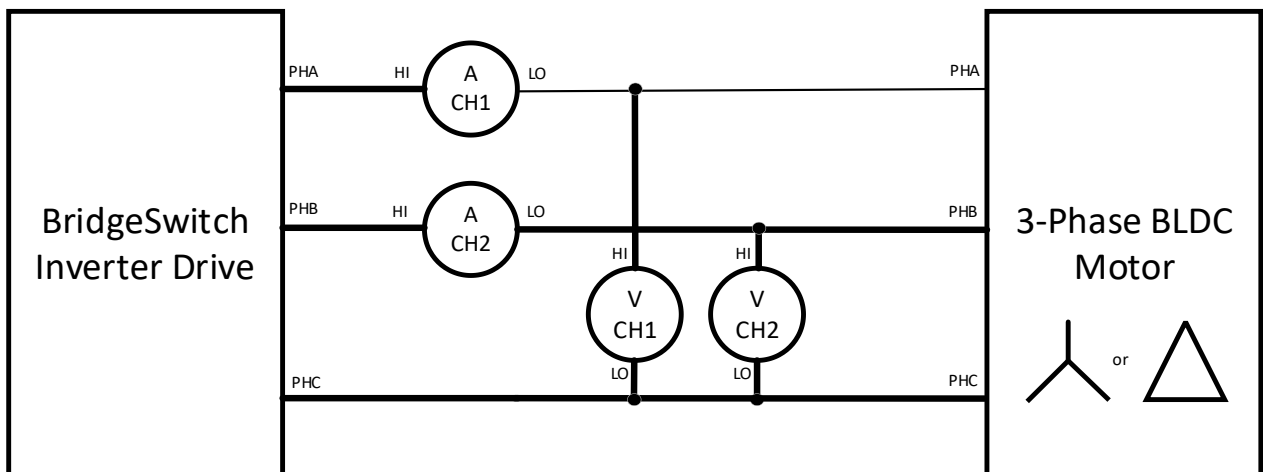 PHA
HI
A
CH1
LO
PHA
BridgeSwitch
Inverter Drive
PHB
HI
A
CH2
LO
PHB
3-Phase BLDC
Motor
HI
V
CH1
LO
HI
V
CH2
LO
or
PHC
PHC